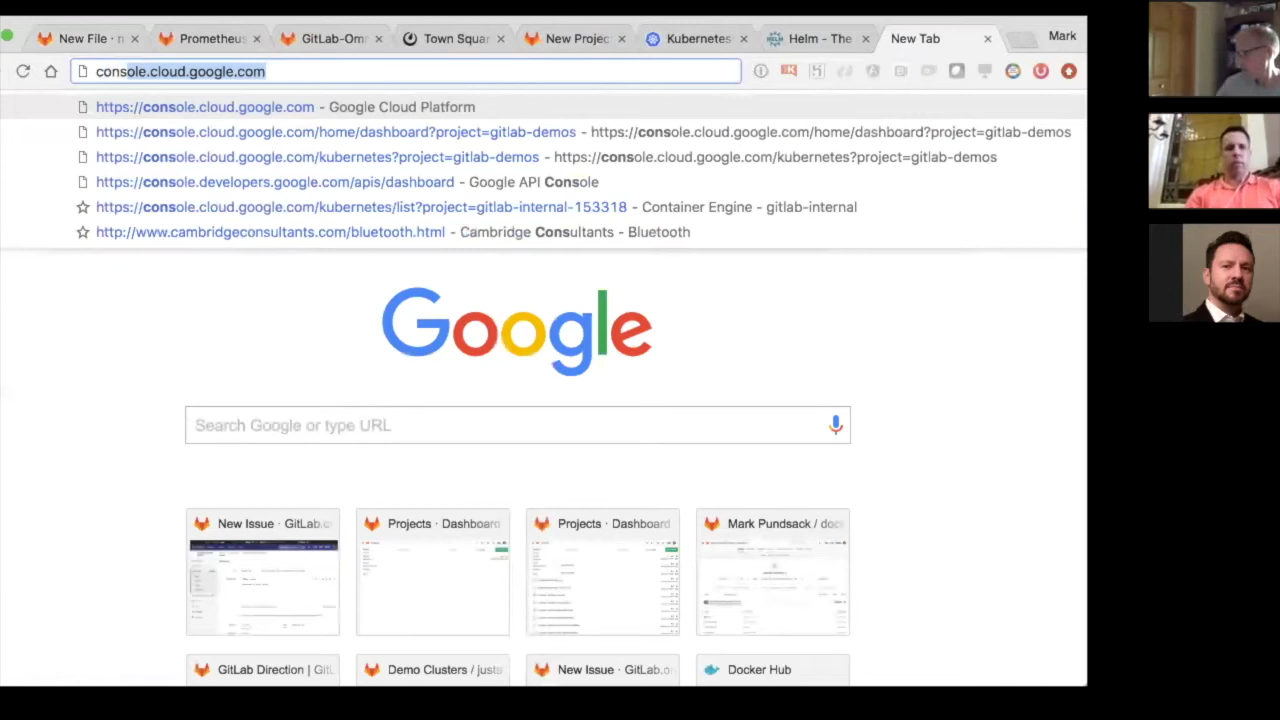 New File · n
Prometheus
GitLab-Omn
Town Squar
New Projec
Kubernetes
Helm - The
New Tab
Mark
console.cloud.google.com
https://console.cloud.google.com - Google Cloud Platform
https://console.cloud.google.com/home/dashboard?project=gitlab-demos - https://console.cloud.google.com/home/dashboard?project=gitlab-demos
https://console.cloud.google.com/kubernetes?project=gitlab-demos - https://console.cloud.google.com/kubernetes?project=gitlab-demos
https://console.developers.google.com/apis/dashboard - Google API Console
https://console.cloud.google.com/kubernetes/list?project=gitlab-internal-153318 - Container Engine - gitlab-internal
http://www.cambridgeconsultants.com/bluetooth.html - Cambridge Consultants - Bluetooth
Google
Search Google or type URL
New Issue · GitLab.o
Projects · Dashboard
Projects · Dashboard
Mark Pundsack / docs
GitLab Direction | GitL
Demo Clusters / justa
New Issue · GitLab.o
Docker Hub